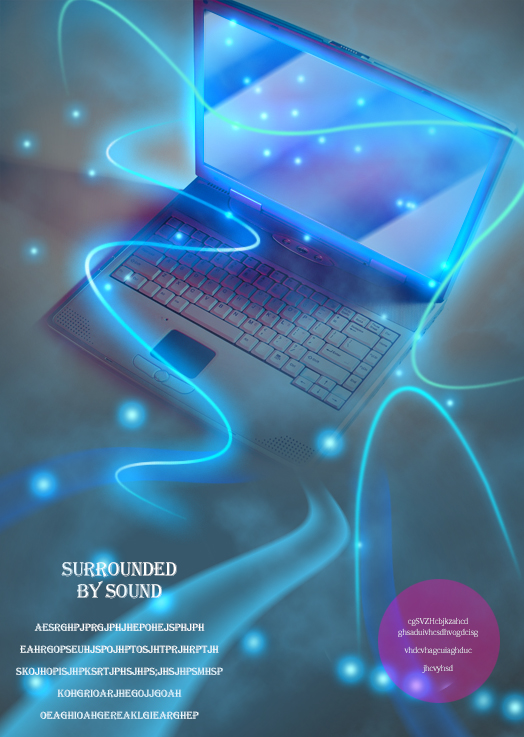 SURROUNDED
BY SOUND
AESRGHPJPRGJPHJHEPOHEJSPHJPH
EAHRGOPSEUHJSPOJHPTOSJHTPRJHRPTJH
SKOJHOPISJHPKSRTJPHSJHPS;JHSJHPSMHSP
KOHGRIOARJHEGOJJGOAH
OEAGHIOAHGEREAKLGIEARGHEP
cgSVZHcbjkzahcd
ghsaduivhcsdhvogdcisg
vhdcvhagcuiaghduc
jhcvyhsd